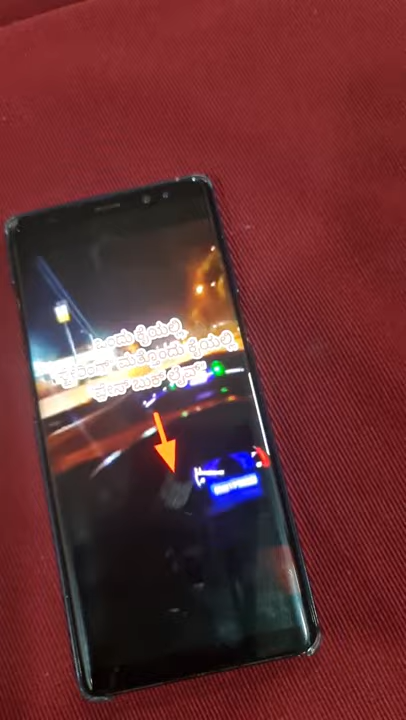 ಒಂದು ಕೈಯಲ್ಲಿ
"ಸ್ಟೇರಿಂಗ್" ಮತ್ತೊಂದು ಕೈಯಲ್ಲಿ
ಫೇಸ್ ಬುಕ್ ಲೈವ್"